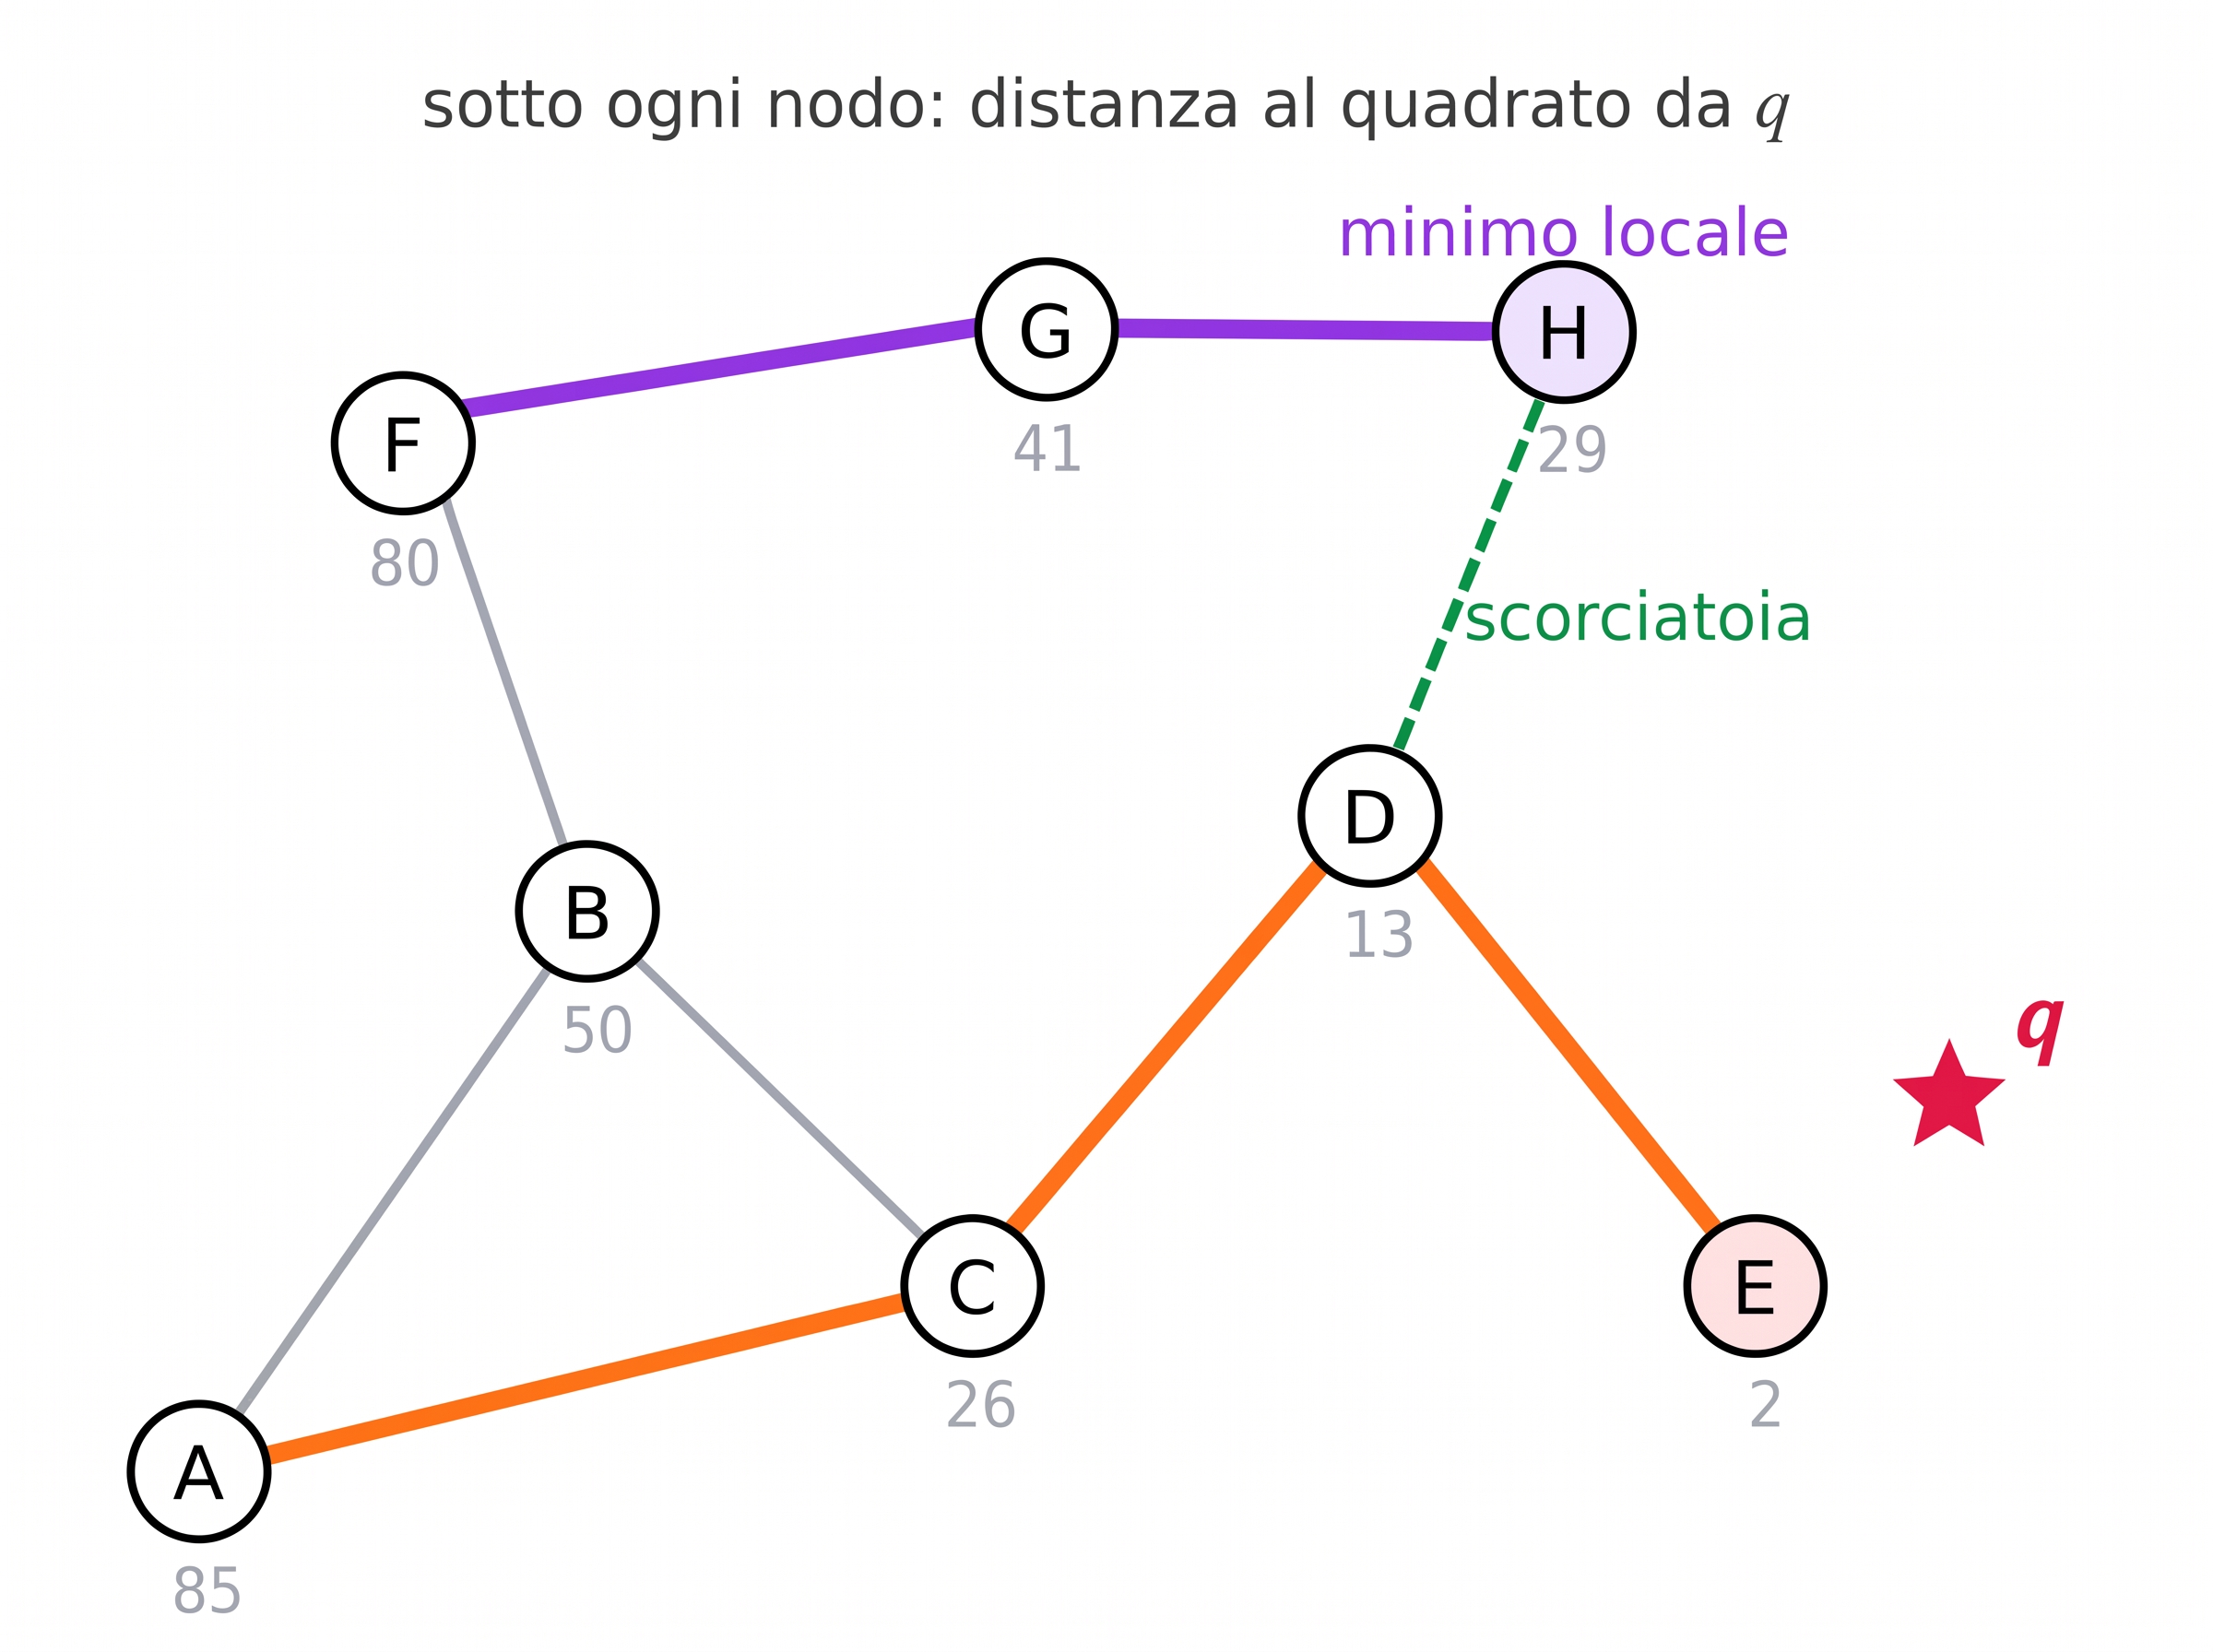 sotto ogni nodo: distanza al quadrato da q
minimo locale
G
H
F
41
29
80
scorciatoia
D
B
13
q
50
C
E
26
2
A
85